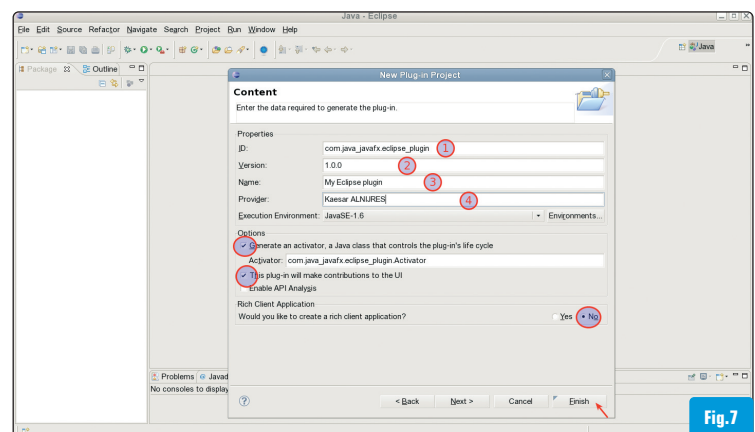 Java - Eclipse
File Edit Source Refactor Navigate Search Project Run Window Help
Java
Package Outline
New Plug-in Project
Content
Enter the data required to generate the plug-in.
Properties
ID: com.java_javafx.eclipse_plugin 1
Version: 1.0.0 2
Name: My Eclipse plugin 3
Provider: Kaesar ALNIJRES 4
Execution Environment: JavaSE-1.6 Environments...
Options
Generate an activator, a Java class that controls the plug-in's life cycle
Activator: com.java_javafx.eclipse_plugin.Activator
This plug-in will make contributions to the UI
Enable API Analysis
Rich Client Application
Would you like to create a rich client application? Yes No
Problems Javad
No consoles to display
< Back Next > Cancel Finish
Fig.7